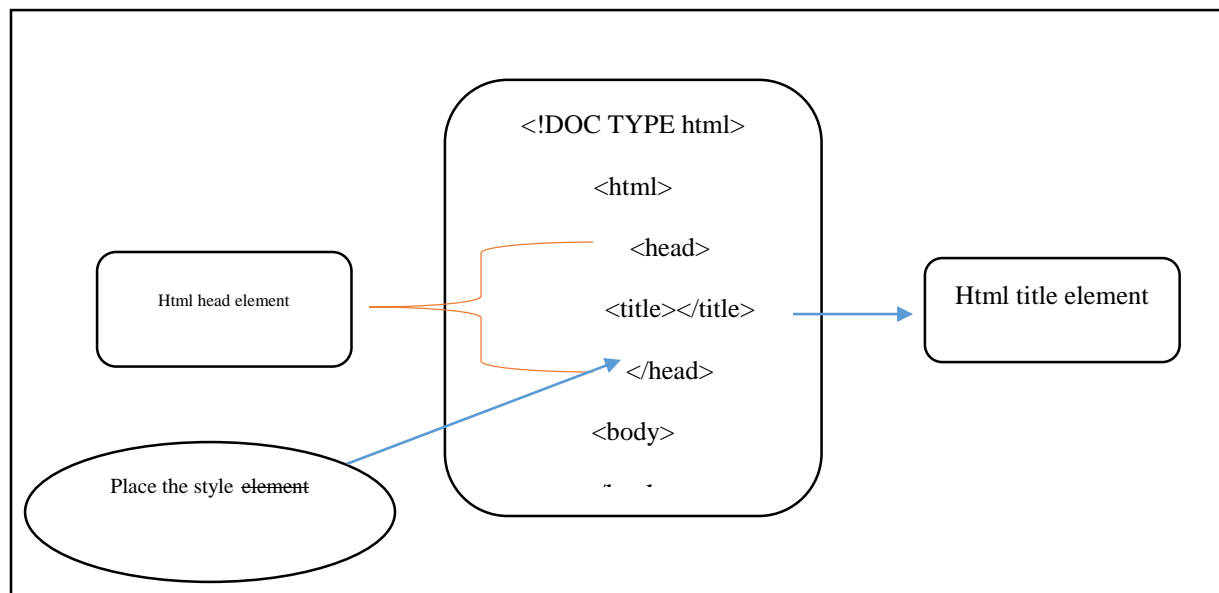 <!DOC TYPE html>
<html>
<head>
Html head element
<title></title>
Html title element
</head>
<body>
Place the style element